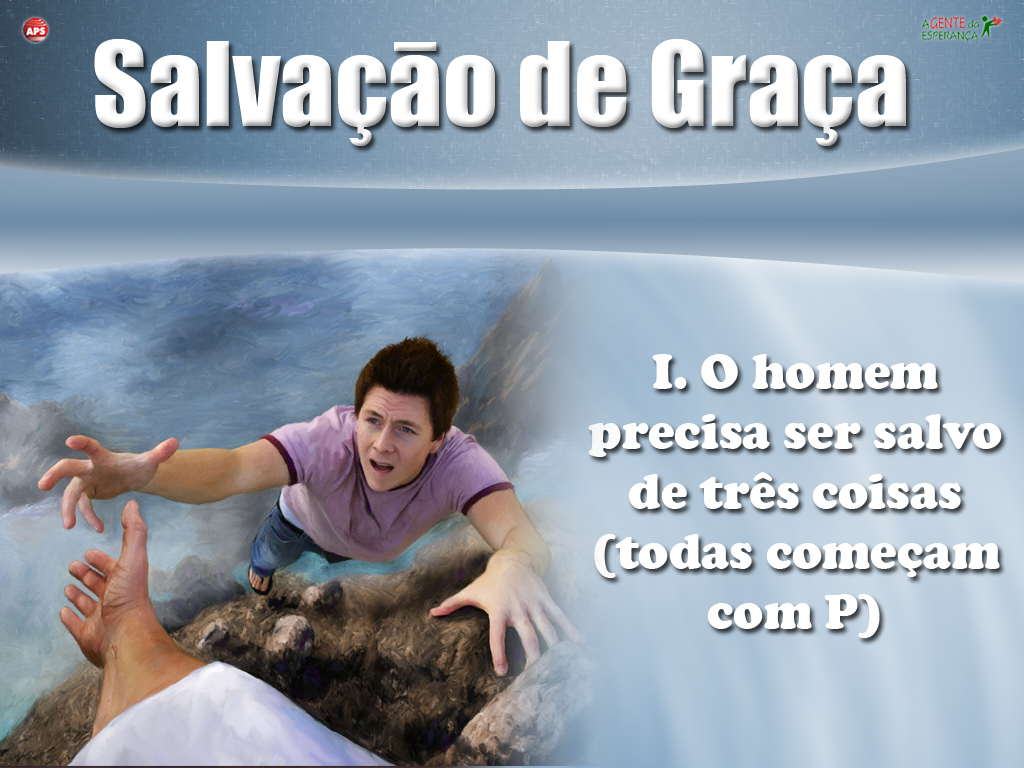 APS
AGENTE da
ESPERANÇA
Salvação de Graça
I. O homem
precisa ser salvo
de três coisas
(todas começam
com P)